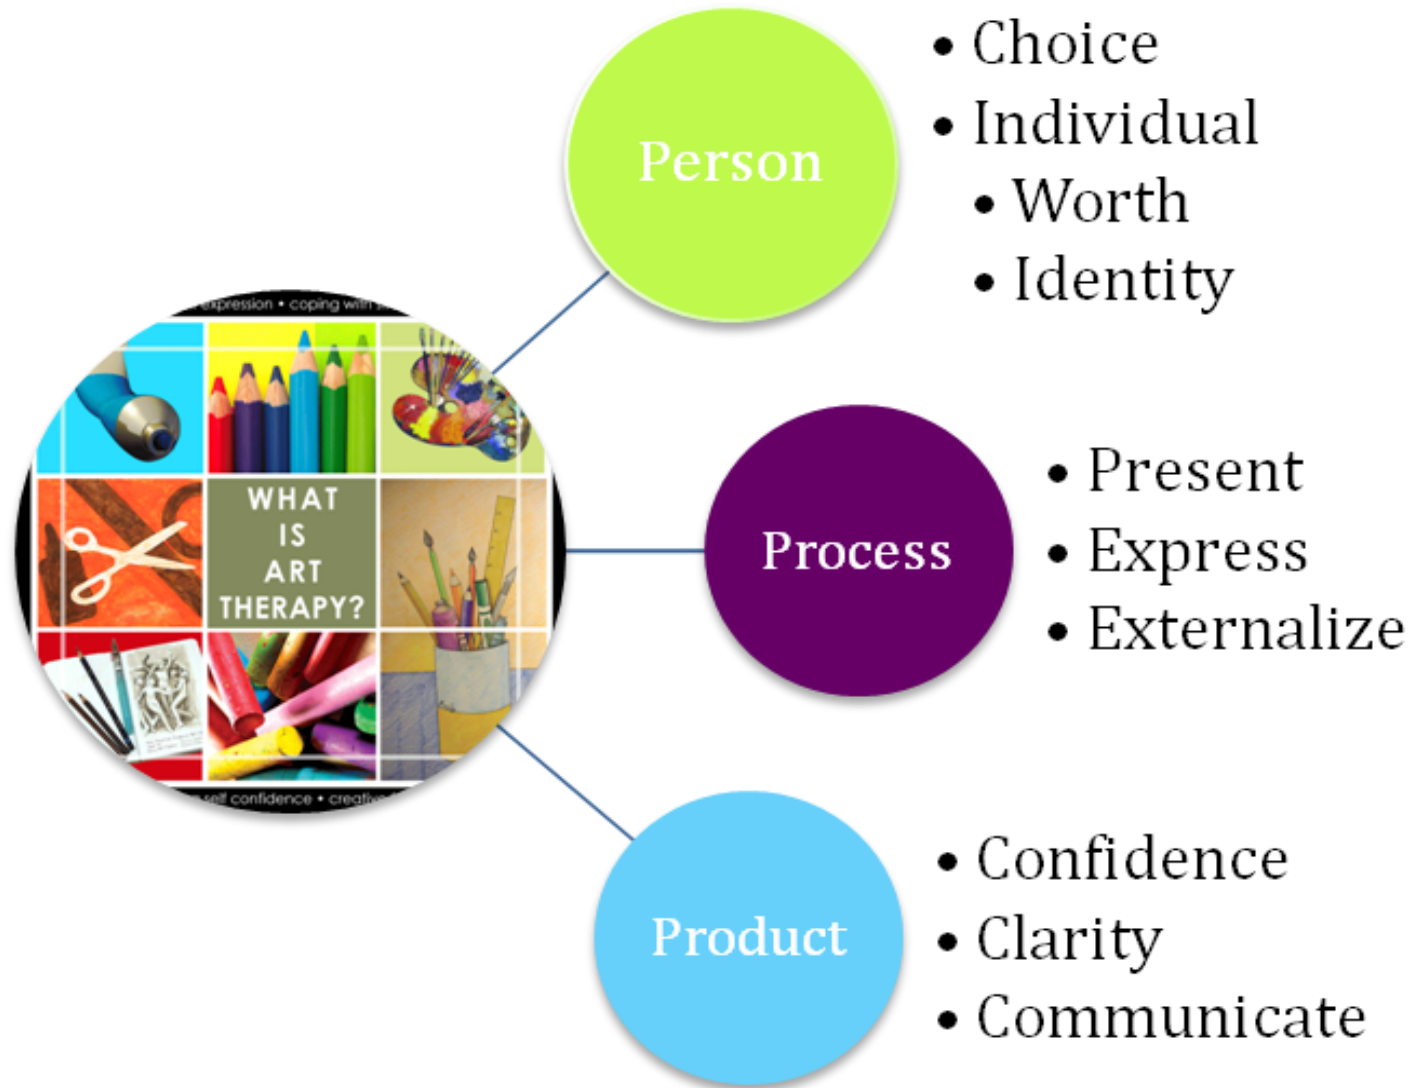 Person
• Choice
• Individual
• Worth
• Identity
expression • coping with
WHAT
IS
ART
THERAPY?
self confidence • creative
Process
• Present
• Express
• Externalize
Product
• Confidence
• Clarity
• Communicate